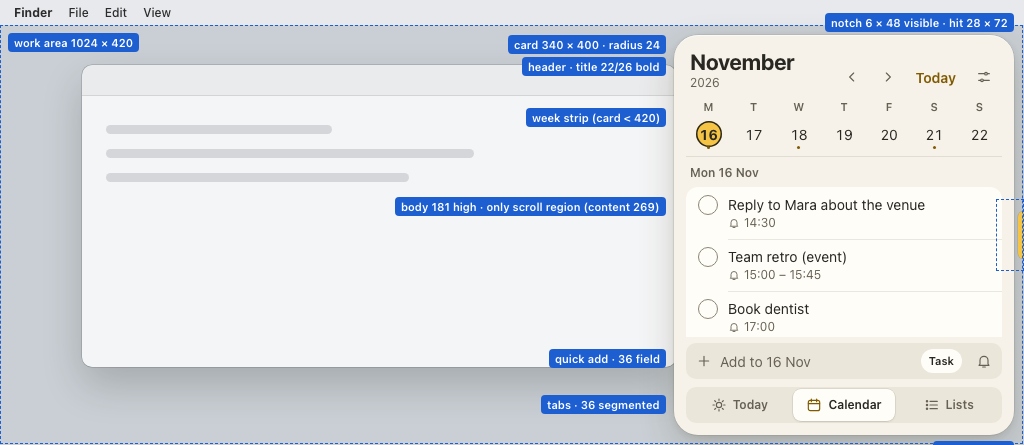 Finder File Edit View
notch 6 × 48 visible · hit 28 × 72
work area 1024 × 420
card 340 × 400 · radius 24
header · title 22/26 bold
week strip (card < 420)
body 181 high · only scroll region (content 269)
quick add · 36 field
tabs · 36 segmented
November
2026
Today
M T W T F S S
16 17 18 19 20 21 22
Mon 16 Nov
Reply to Mara about the venue
14:30
Team retro (event)
15:00 – 15:45
Book dentist
17:00
Add to 16 Nov Task
Today Calendar Lists